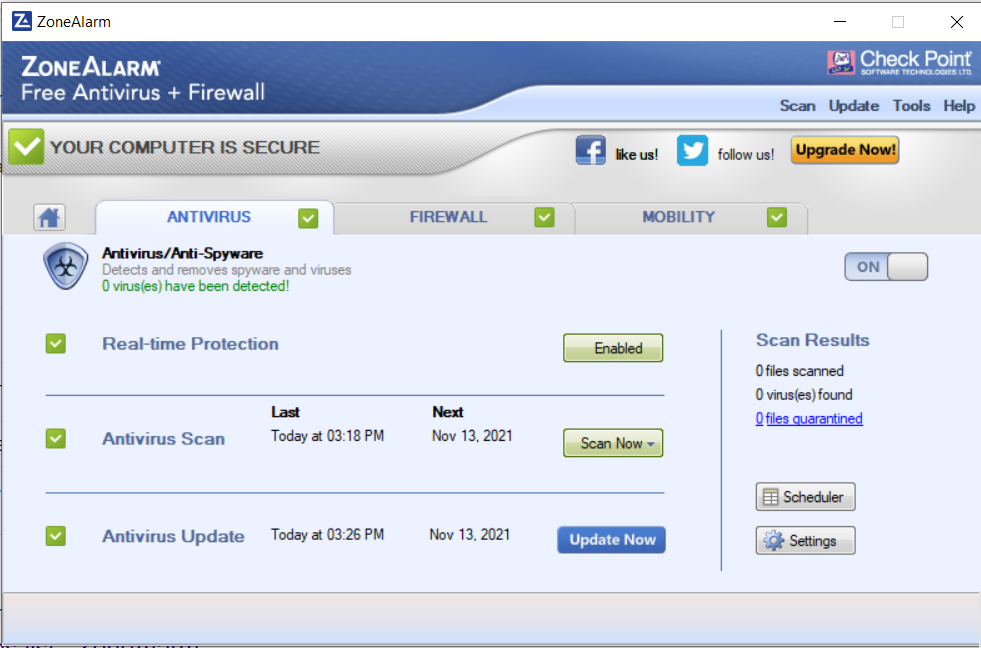 ZoneAlarm
ZONEALARM
Free Antivirus + Firewall
Check Point
SOFTWARE TECHNOLOGIES LTD.
Scan Update Tools Help
YOUR COMPUTER IS SECURE
like us! follow us! Upgrade Now!
ANTIVIRUS FIREWALL MOBILITY
Antivirus/Anti-Spyware
Detects and removes spyware and viruses
0 virus(es) have been detected!
ON
Real-time Protection Enabled
Last Next
Antivirus Scan Today at 03:18 PM Nov 13, 2021 Scan Now
Antivirus Update Today at 03:26 PM Nov 13, 2021 Update Now
Scan Results
0 files scanned
0 virus(es) found
0 files quarantined
Scheduler
Settings